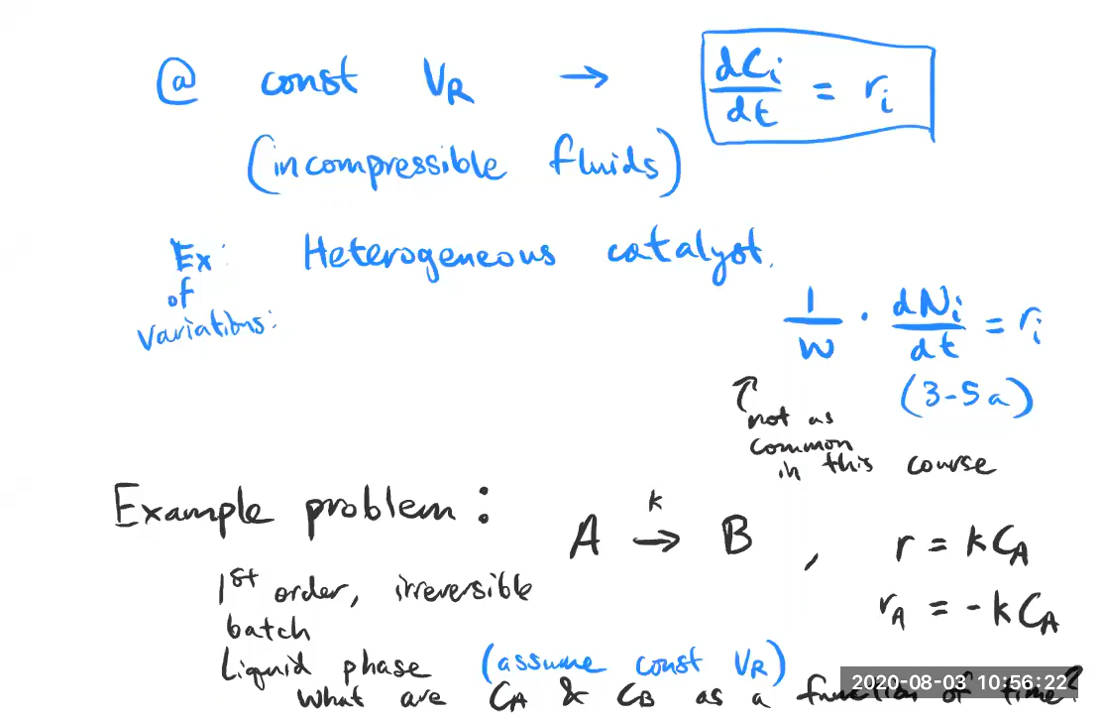 @ const V_R → dC_i/dt = r_i
(incompressible fluids)
Ex: Heterogeneous catalyst.
of
variations:
1/W · dN_i/dt = r_i
(3-5a)
not as
common
in this course
Example problem: A →k B , r = kC_A
1st order, irreversible
r_A = -kC_A
batch
Liquid phase (assume const V_R)
What are C_A & C_B as a function of time?
2020-08-03 10:56:22